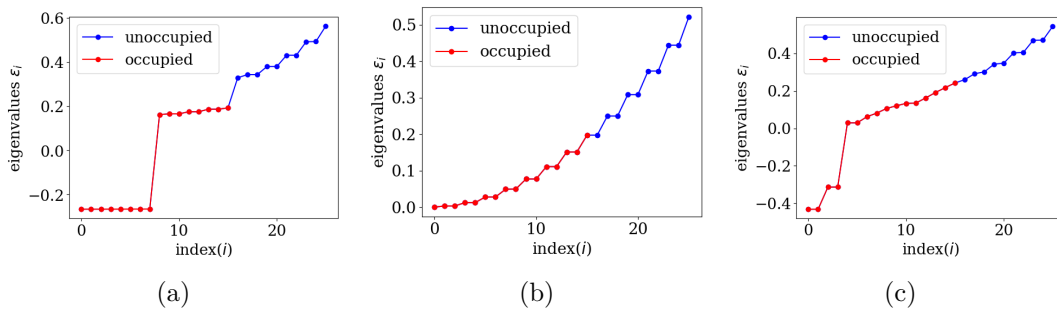 0.6
0.4
0.2
0.0
−0.2
0
10
20
eigenvalues εi
index(i)
unoccupied
occupied
(a)
0.5
0.4
0.3
0.2
0.1
0.0
0
10
20
eigenvalues εi
index(i)
unoccupied
occupied
(b)
0.4
0.2
0.0
−0.2
−0.4
0
10
20
eigenvalues εi
index(i)
unoccupied
occupied
(c)